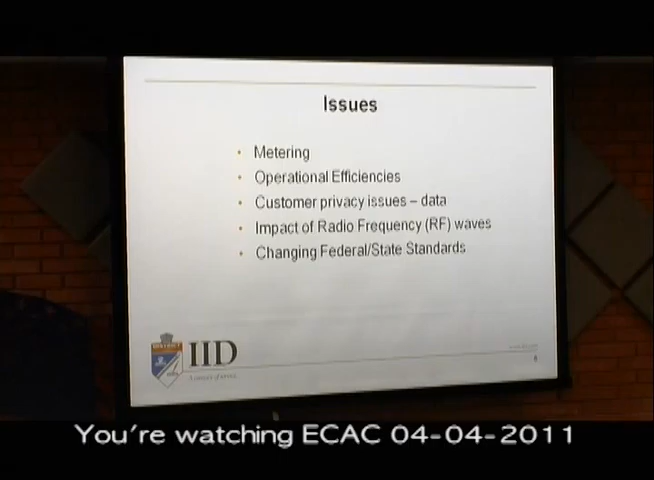 Issues
• Metering
• Operational Efficiencies
• Customer privacy issues – data
• Impact of Radio Frequency (RF) waves
• Changing Federal/State Standards
IID
You're watching ECAC 04-04-2011